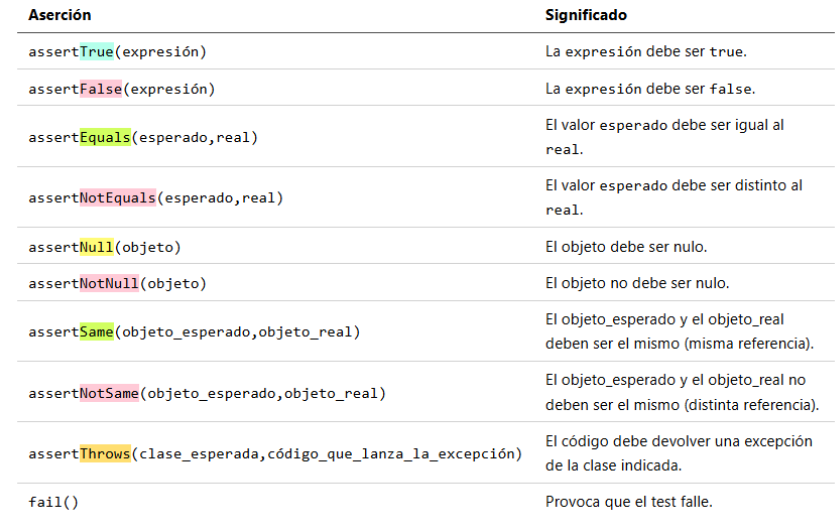 Aserción Significado
assertTrue(expresión) La expresión debe ser true.
assertFalse(expresión) La expresión debe ser false.
assertEquals(esperado,real) El valor esperado debe ser igual al
real.
assertNotEquals(esperado,real) El valor esperado debe ser distinto al
real.
assertNull(objeto) El objeto debe ser nulo.
assertNotNull(objeto) El objeto no debe ser nulo.
assertSame(objeto_esperado,objeto_real) El objeto_esperado y el objeto_real
deben ser el mismo (misma referencia).
assertNotSame(objeto_esperado,objeto_real) El objeto_esperado y el objeto_real no
deben ser el mismo (distinta referencia).
assertThrows(clase_esperada,código_que_lanza_la_excepción) El código debe devolver una excepción
de la clase indicada.
fail() Provoca que el test falle.